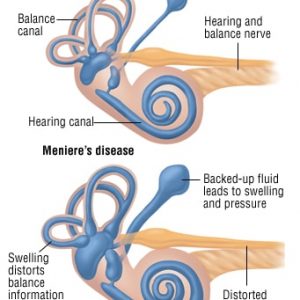 Balance
canal
Hearing and
balance nerve
Hearing canal
Meniere's disease
Backed-up fluid
leads to swelling
and pressure
Swelling
distorts
balance
information
Distorted